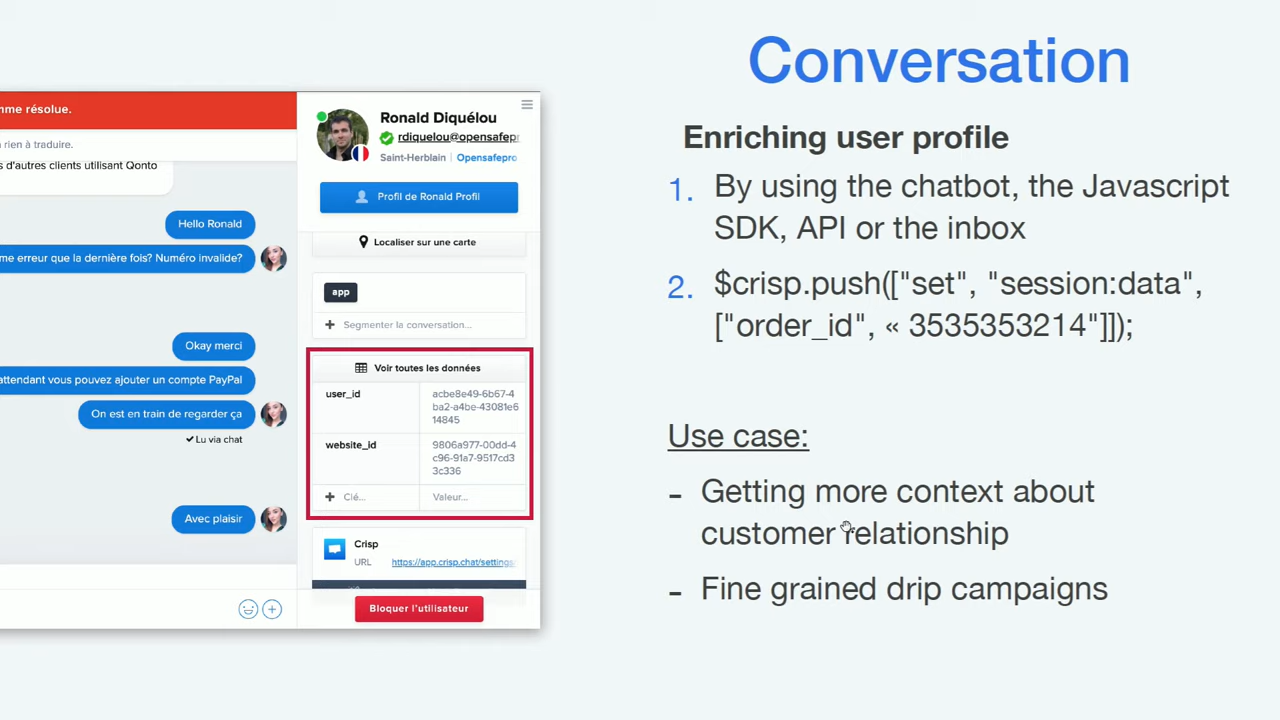 mme résolue.
n rien à traduire.
s d'autres clients utilisant Qonto
Hello Ronald
me erreur que la dernière fois? Numéro invalide?
Okay merci
attendant vous pouvez ajouter un compte PayPal
On est en train de regarder ça
Lu via chat
Avec plaisir
Ronald Diquélou
rdiquelou@opensafepr
Saint-Herblain
Opensafepro
Profil de Ronald Profil
Localiser sur une carte
app
+ Segmenter la conversation...
Voir toutes les données
user_id
acbe8e49-6b67-4
ba2-a4be-43081e6
14845
website_id
9806a977-00dd-4
c96-91a7-9517cd3
3c336
+ Clé...
Valeur...
Crisp
URL
https://app.crisp.chat/settings
Bloquer l'utilisateur
Conversation
Enriching user profile
1. By using the chatbot, the Javascript
SDK, API or the inbox
2. $crisp.push(["set", "session:data",
["order_id", « 3535353214"]]);
Use case:
- Getting more context about
customer relationship
- Fine grained drip campaigns